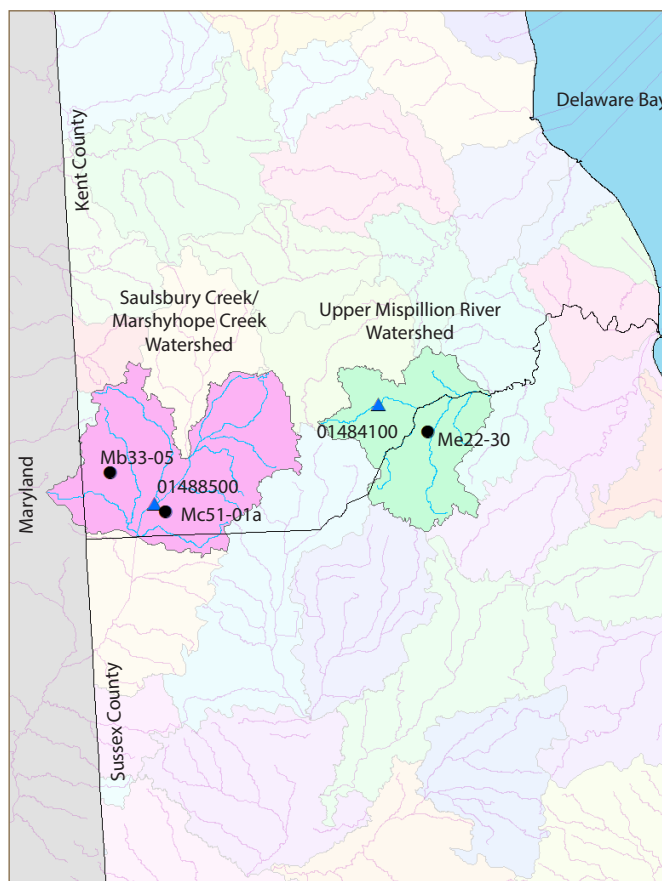 Delaware Bay
Kent County
Saulsbury Creek/
Marshyhope Creek
Watershed
Upper Mispillion River
Watershed
01484100
Me22-30
Mb33-05
01488500
Mc51-01a
Maryland
Sussex County